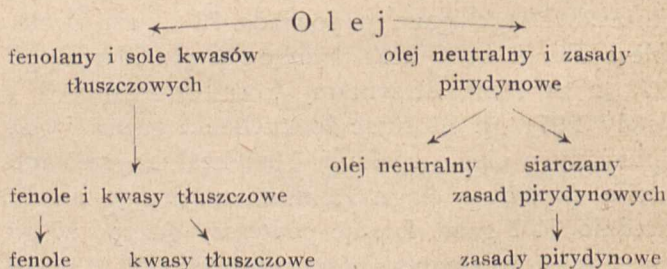 Olej
fenolany i sole kwasów tłuszczowych
olej neutralny i zasady pirydynowe
olej neutralny siarczany
fenole i kwasy tłuszczowe zasad pirydynowych
fenole kwasy tłuszczowe zasady pirydynowe